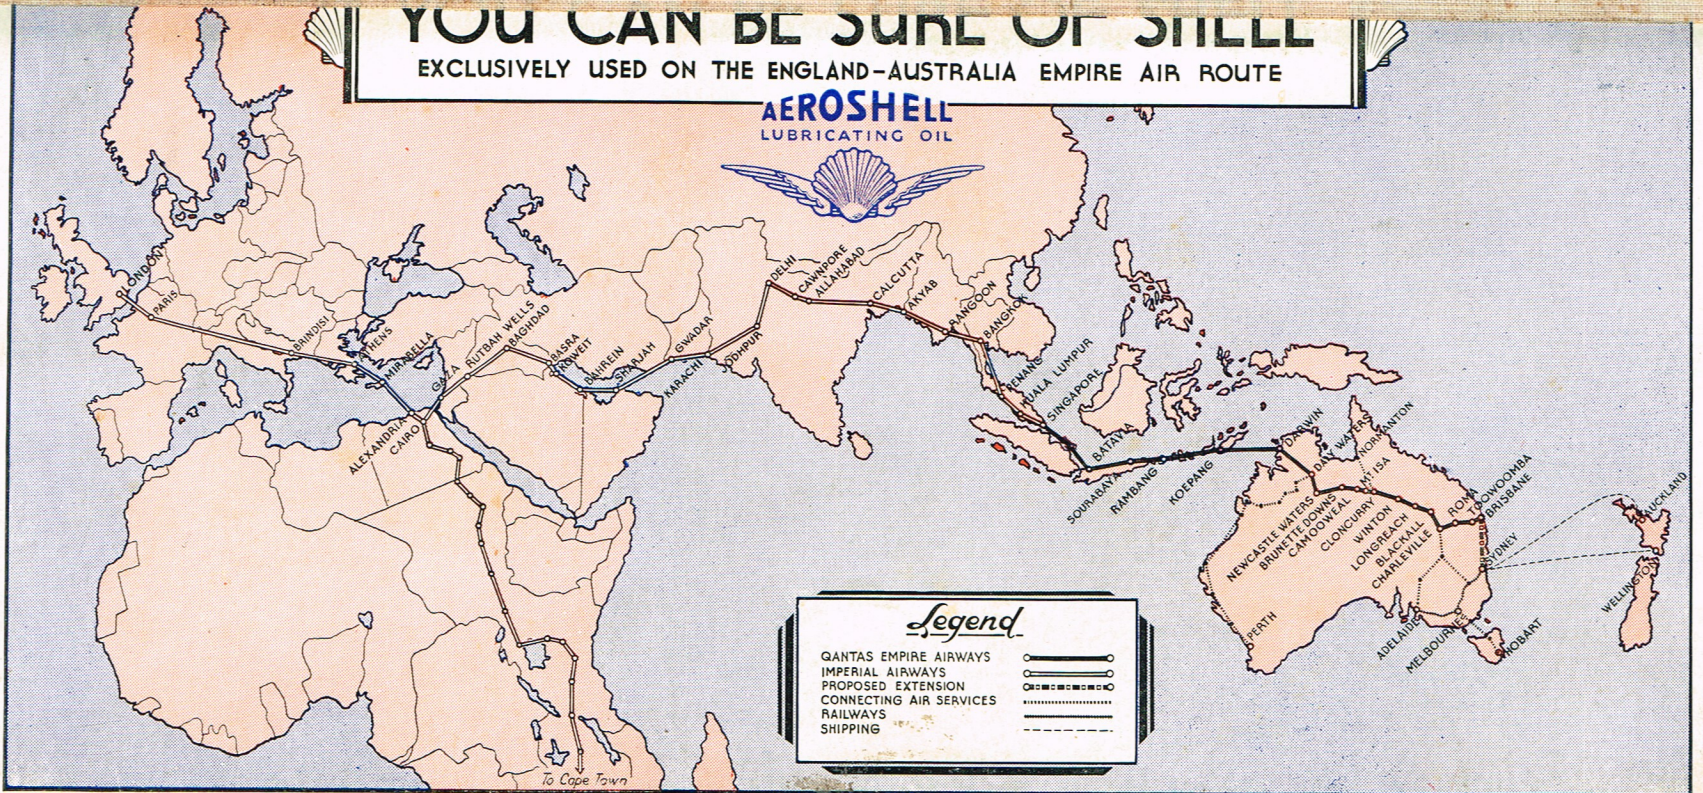 YOU CAN BE SURE OF SHELL
EXCLUSIVELY USED ON THE ENGLAND-AUSTRALIA EMPIRE AIR ROUTE
AEROSHELL
LUBRICATING OIL
LONDON
PARIS
BRINDISI
ATHENS
MIRABELLA
ALEXANDRIA
CAIRO
GAZA
RUTBAH WELLS
BAGHDAD
BASRA
KOWEIT
BAHREIN
SHARJAH
GWADAR
KARACHI
JODHPUR
DELHI
CAWNPORE
ALLAHABAD
CALCUTTA
AKYAB
RANGOON
BANGKOK
PENANG
KUALA LUMPUR
SINGAPORE
BATAVIA
SOURABAYA
RAMBANG
KOEPANG
DARWIN
DALY WATERS
NORMANTON
MT ISA
NEWCASTLE WATERS
BRUNETTE DOWNS
CAMOOWEAL
CLONCURRY
WINTON
LONGREACH
BLACKALL
CHARLEVILLE
ROMA
TOOWOOMBA
BRISBANE
SYDNEY
PERTH
ADELAIDE
MELBOURNE
HOBART
AUCKLAND
WELLINGTON
To Cape Town
Legend
QANTAS EMPIRE AIRWAYS
IMPERIAL AIRWAYS
PROPOSED EXTENSION
CONNECTING AIR SERVICES
RAILWAYS
SHIPPING